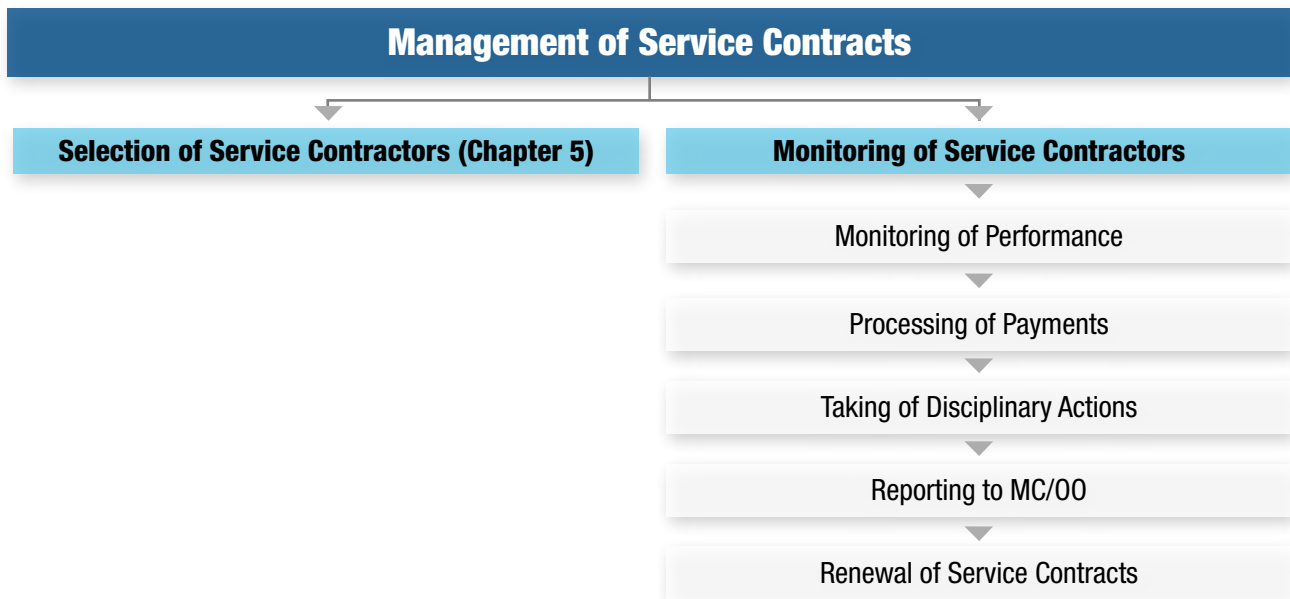 Management of Service Contracts
Selection of Service Contractors (Chapter 5)
Monitoring of Service Contractors
Monitoring of Performance
Processing of Payments
Taking of Disciplinary Actions
Reporting to MC/OO
Renewal of Service Contracts